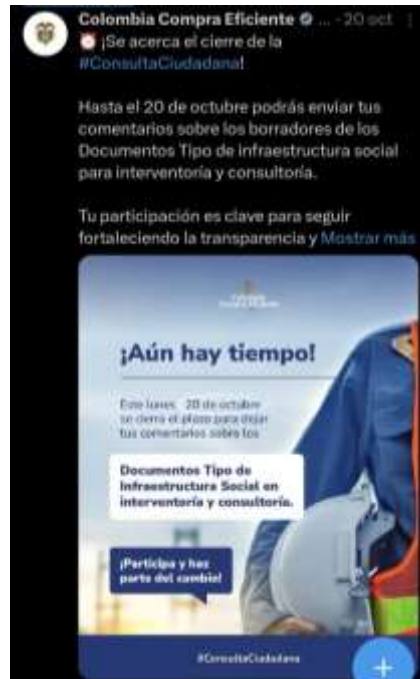 Colombia Compra Eficiente ... · 20 oct
¡Se acerca el cierre de la
#ConsultaCiudadana!
Hasta el 20 de octubre podrás enviar tus
comentarios sobre los borradores de los
Documentos Tipo de infraestructura social
para interventoría y consultoría.
Tu participación es clave para seguir
fortaleciendo la transparencia y Mostrar más
¡Aún hay tiempo!
Este lunes 20 de octubre
se cierra el plazo para dejar
tus comentarios sobre los
Documentos Tipo de
Infraestructura Social en
interventoría y consultoría.
¡Participa y haz
parte del cambio!
#ConsultaCiudadana